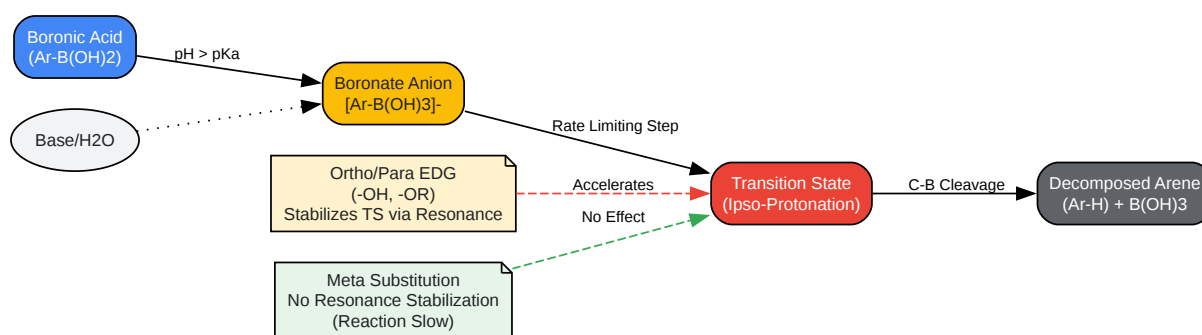 Boronic Acid
(Ar-B(OH)2)
pH > pKa
Base/H2O
Boronate Anion
[Ar-B(OH)3]-
Rate Limiting Step
Ortho/Para EDG
(-OH, -OR)
Stabilizes TS via Resonance
Accelerates
No Effect
Meta Substitution
No Resonance Stabilization
(Reaction Slow)
Transition State
(Ipso-Protonation)
C-B Cleavage
Decomposed Arene
(Ar-H) + B(OH)3